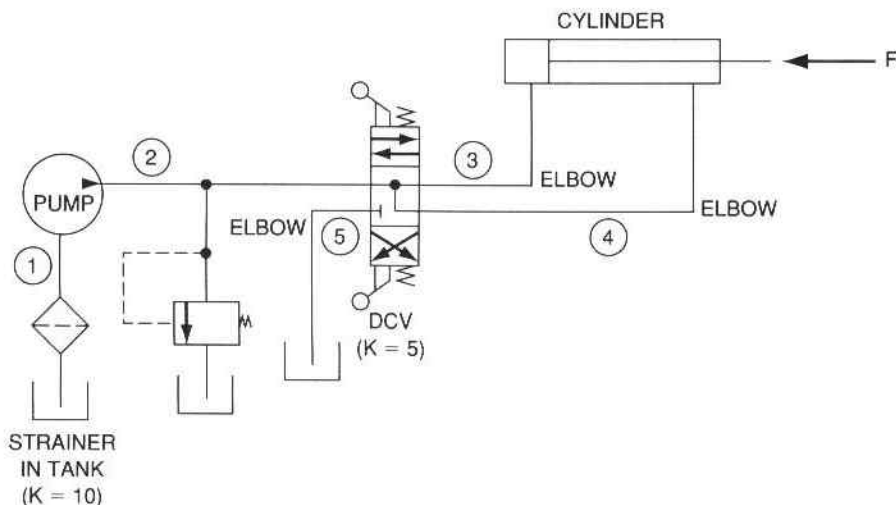 CYLINDER
F
2
3
PUMP
ELBOW
ELBOW
ELBOW
5
4
1
DCV
(K = 5)
STRAINER
IN TANK
(K = 10)